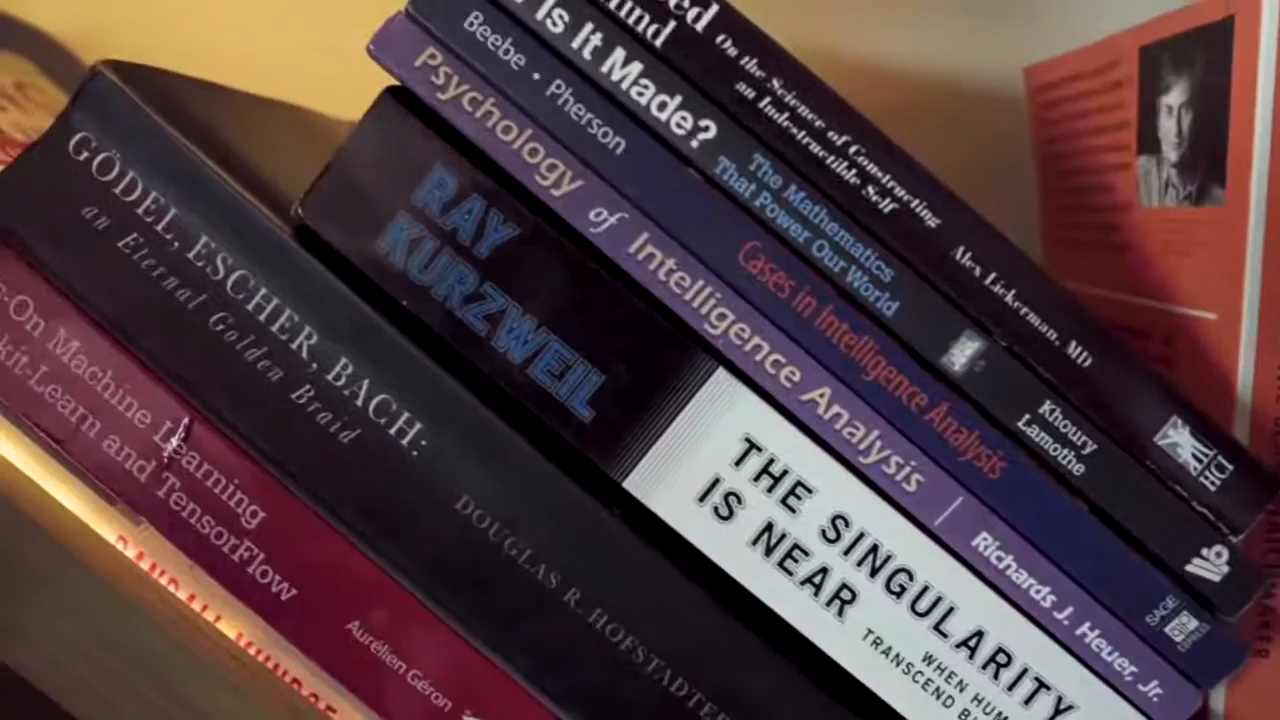 On the Science of Constructing
an Indestructible Self
Alex Lickerman, MD
HCI
Is It Made?
The Mathematics
That Power Our World
Khoury
Lamothe
Beebe • Pherson
Cases in Intelligence Analysis
SAGE
Psychology of Intelligence Analysis | Richards J. Heuer, Jr.
RAY
KURZWEIL
THE SINGULARITY
IS NEAR
WHEN
TRANSCEND
GÖDEL, ESCHER, BACH:
an Eternal Golden Braid
DOUGLAS R. HOFSTADTER
-On Machine Learning
kit-Learn and TensorFlow
Aurélien Géron